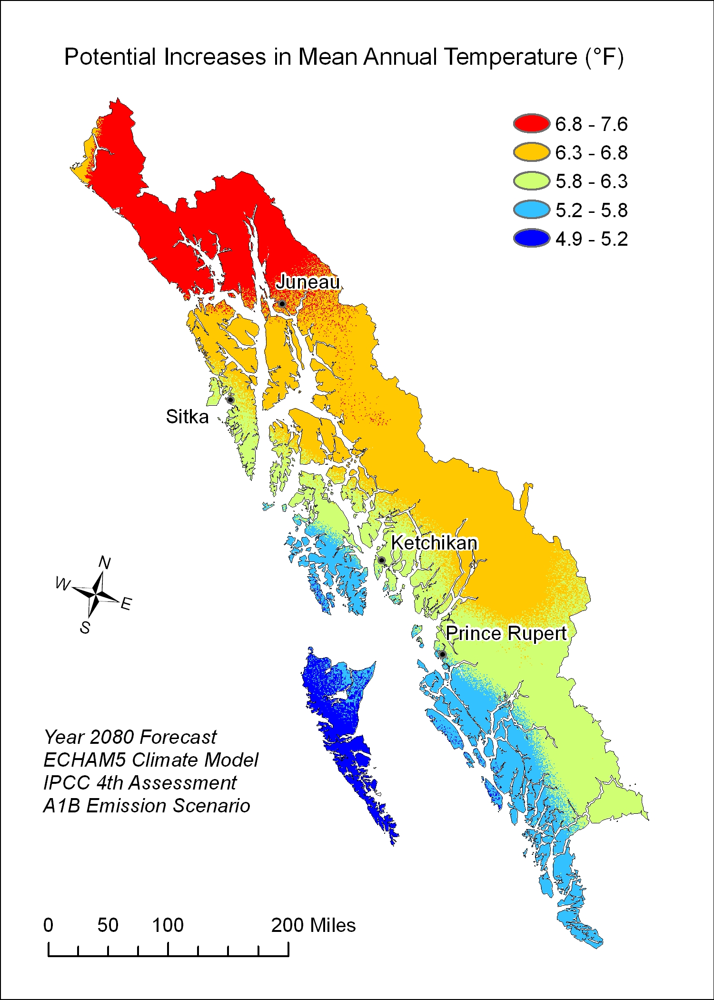 Potential Increases in Mean Annual Temperature (°F)
6.8 - 7.6
6.3 - 6.8
5.8 - 6.3
5.2 - 5.8
4.9 - 5.2
Juneau
Sitka
Ketchikan
N
W
E
S
Prince Rupert
Year 2080 Forecast
ECHAM5 Climate Model
IPCC 4th Assessment
A1B Emission Scenario
0 50 100 200 Miles